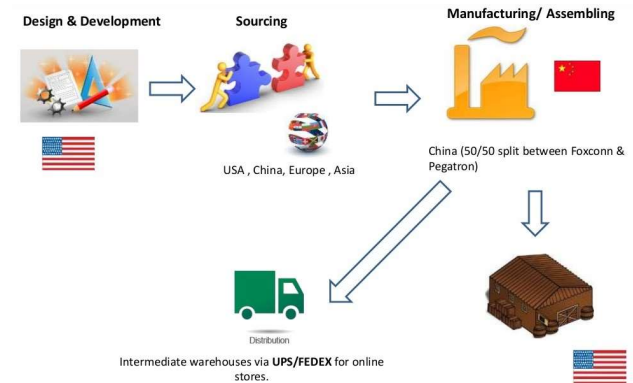 Design & Development
Sourcing
Manufacturing/ Assembling
USA , China, Europe , Asia
China (50/50 split between Foxconn &
Pegatron)
Distribution
Intermediate warehouses via UPS/FEDEX for online
stores.